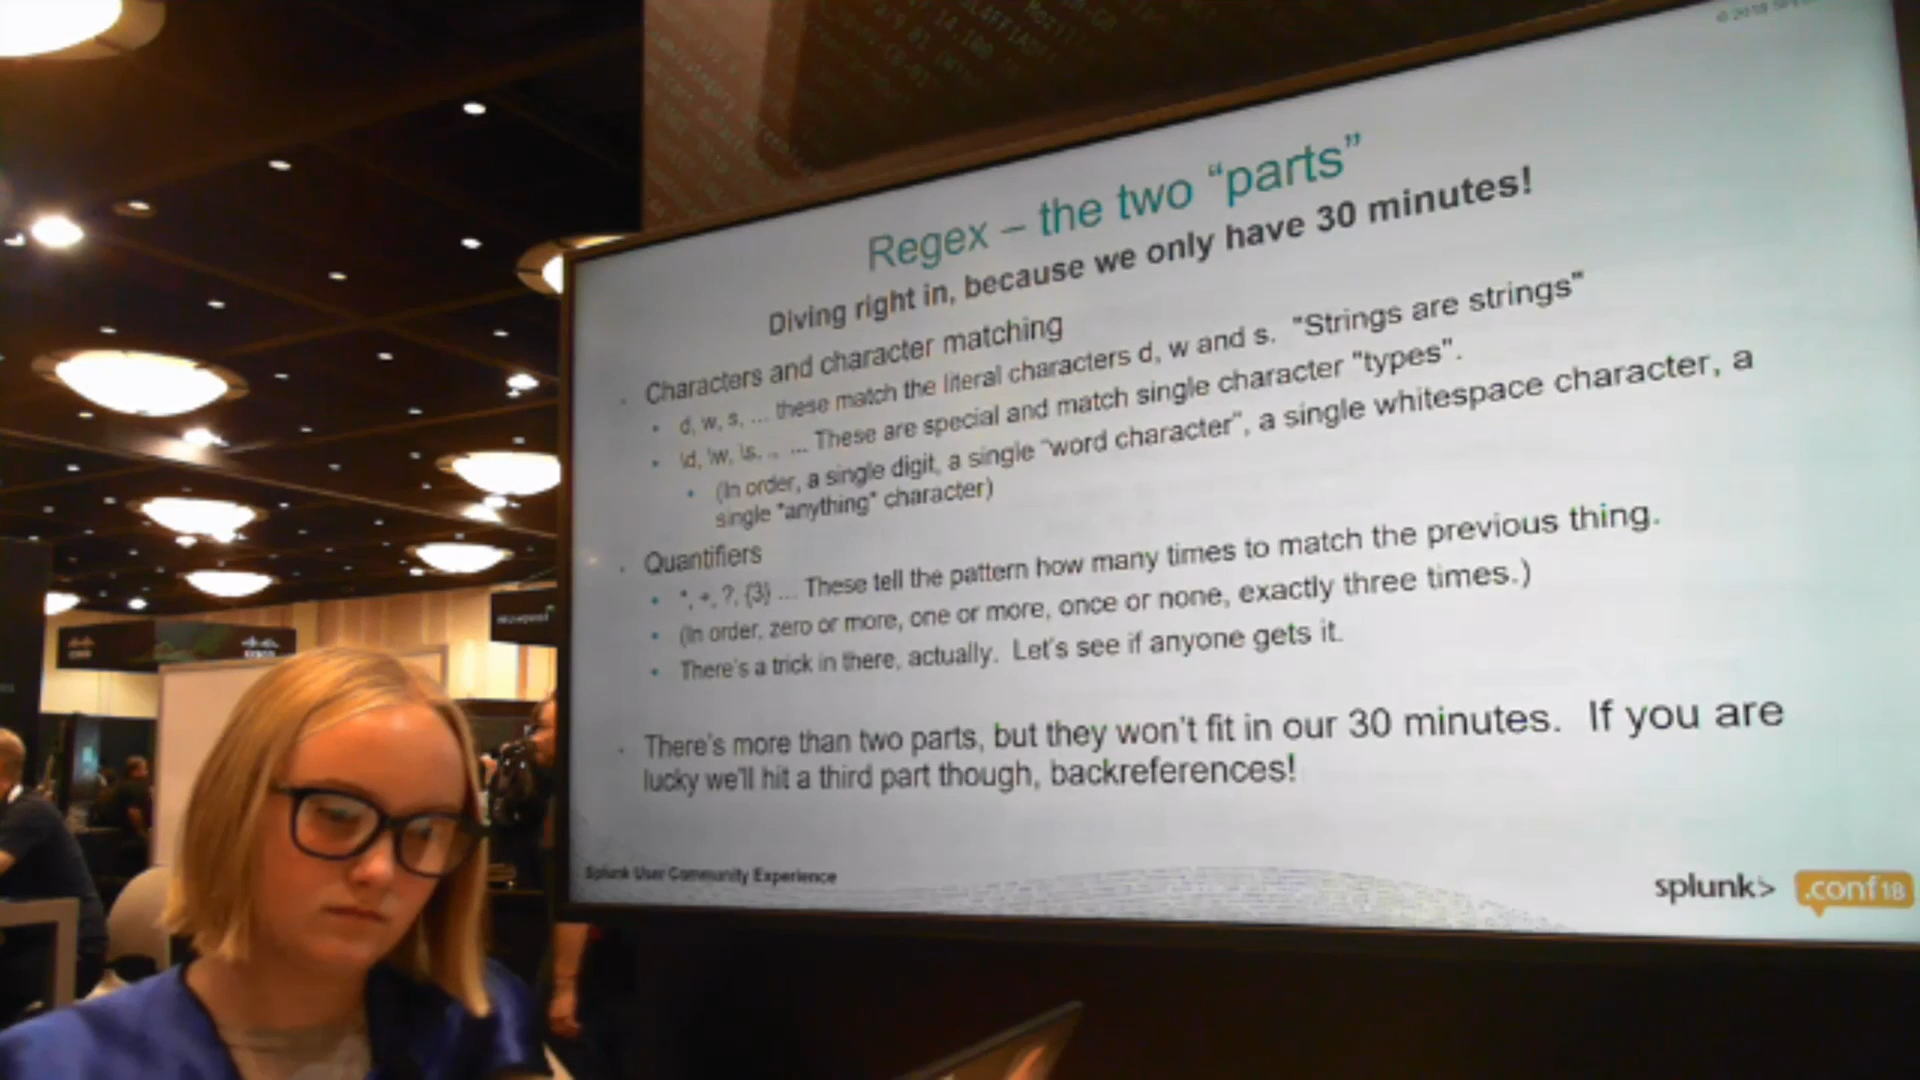 © 2018
Regex – the two “parts”
Diving right in, because we only have 30 minutes!
Characters and character matching
d, w, s, ... these match the literal characters d, w and s. "Strings are strings"
\d, \w, \s, ., ... These are special and match single character "types".
(In order, a single digit, a single "word character", a single whitespace character, a
single "anything" character)
Quantifiers
*, +, ?, {3} ... These tell the pattern how many times to match the previous thing.
(In order, zero or more, one or more, once or none, exactly three times.)
There's a trick in there, actually. Let's see if anyone gets it.
There's more than two parts, but they won't fit in our 30 minutes. If you are
lucky we'll hit a third part though, backreferences!
Splunk User Community Experience
splunk> .conf18